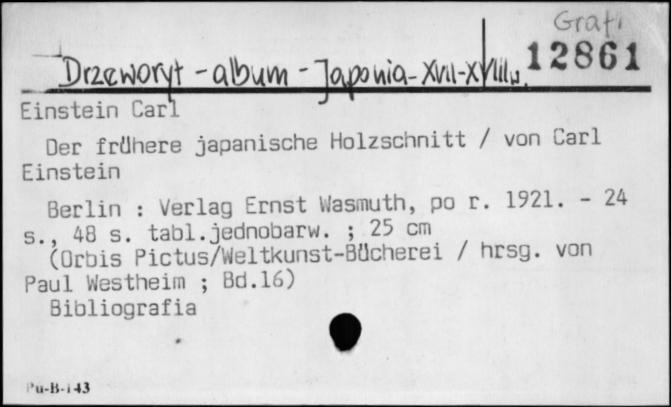 Grafi
12861
Drzeworyt - album - Japonia - XVII-XVIII w.
Einstein Carl
Der frühere japanische Holzschnitt / von Carl
Einstein
Berlin : Verlag Ernst Wasmuth, po r. 1921. - 24
s., 48 s. tabl.jednobarw. ; 25 cm
(Orbis Pictus/Weltkunst-Bücherei / hrsg. von
Paul Westheim ; Bd.16)
Bibliografia
Pu-B-143